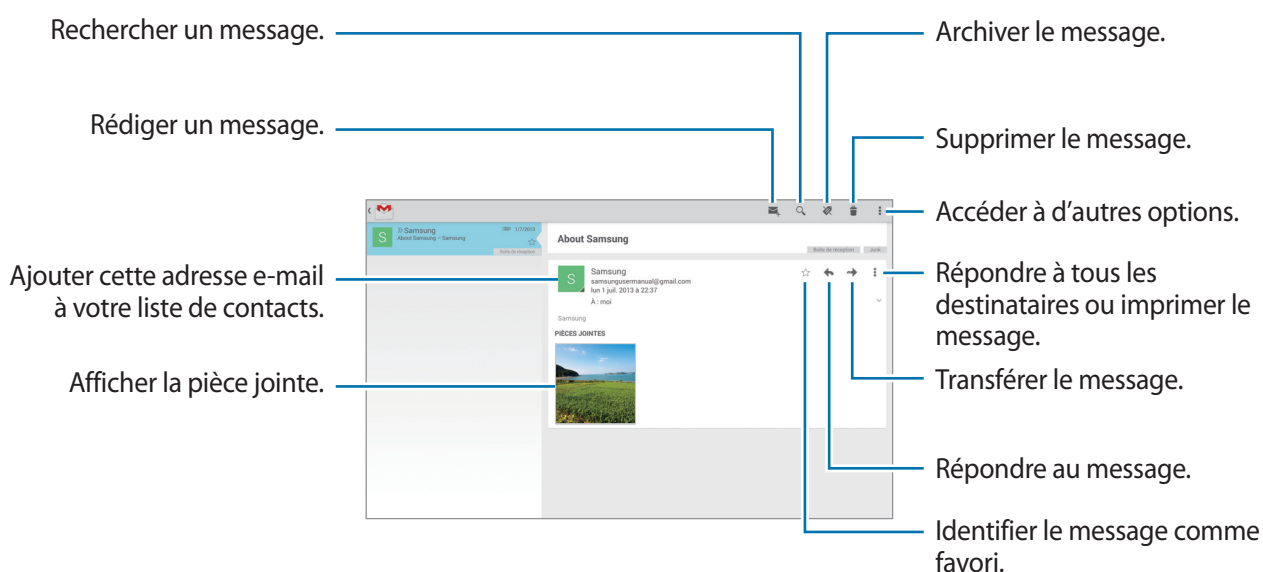 Rechercher un message.
Archiver le message.
Rédiger un message.
Supprimer le message.
Accéder à d'autres options.
Ajouter cette adresse e-mail
à votre liste de contacts.
Répondre à tous les
destinataires ou imprimer le
message.
Afficher la pièce jointe.
Transférer le message.
Répondre au message.
Identifier le message comme
favori.
Samsung
1/7/2013
About Samsung – Samsung
Boîte de réception
S
About Samsung
Boîte de réception
Junk
S
Samsung
samsungusermanual@gmail.com
lun 1 juil. 2013 à 22:37
À : moi
Samsung
PIÈCES JOINTES